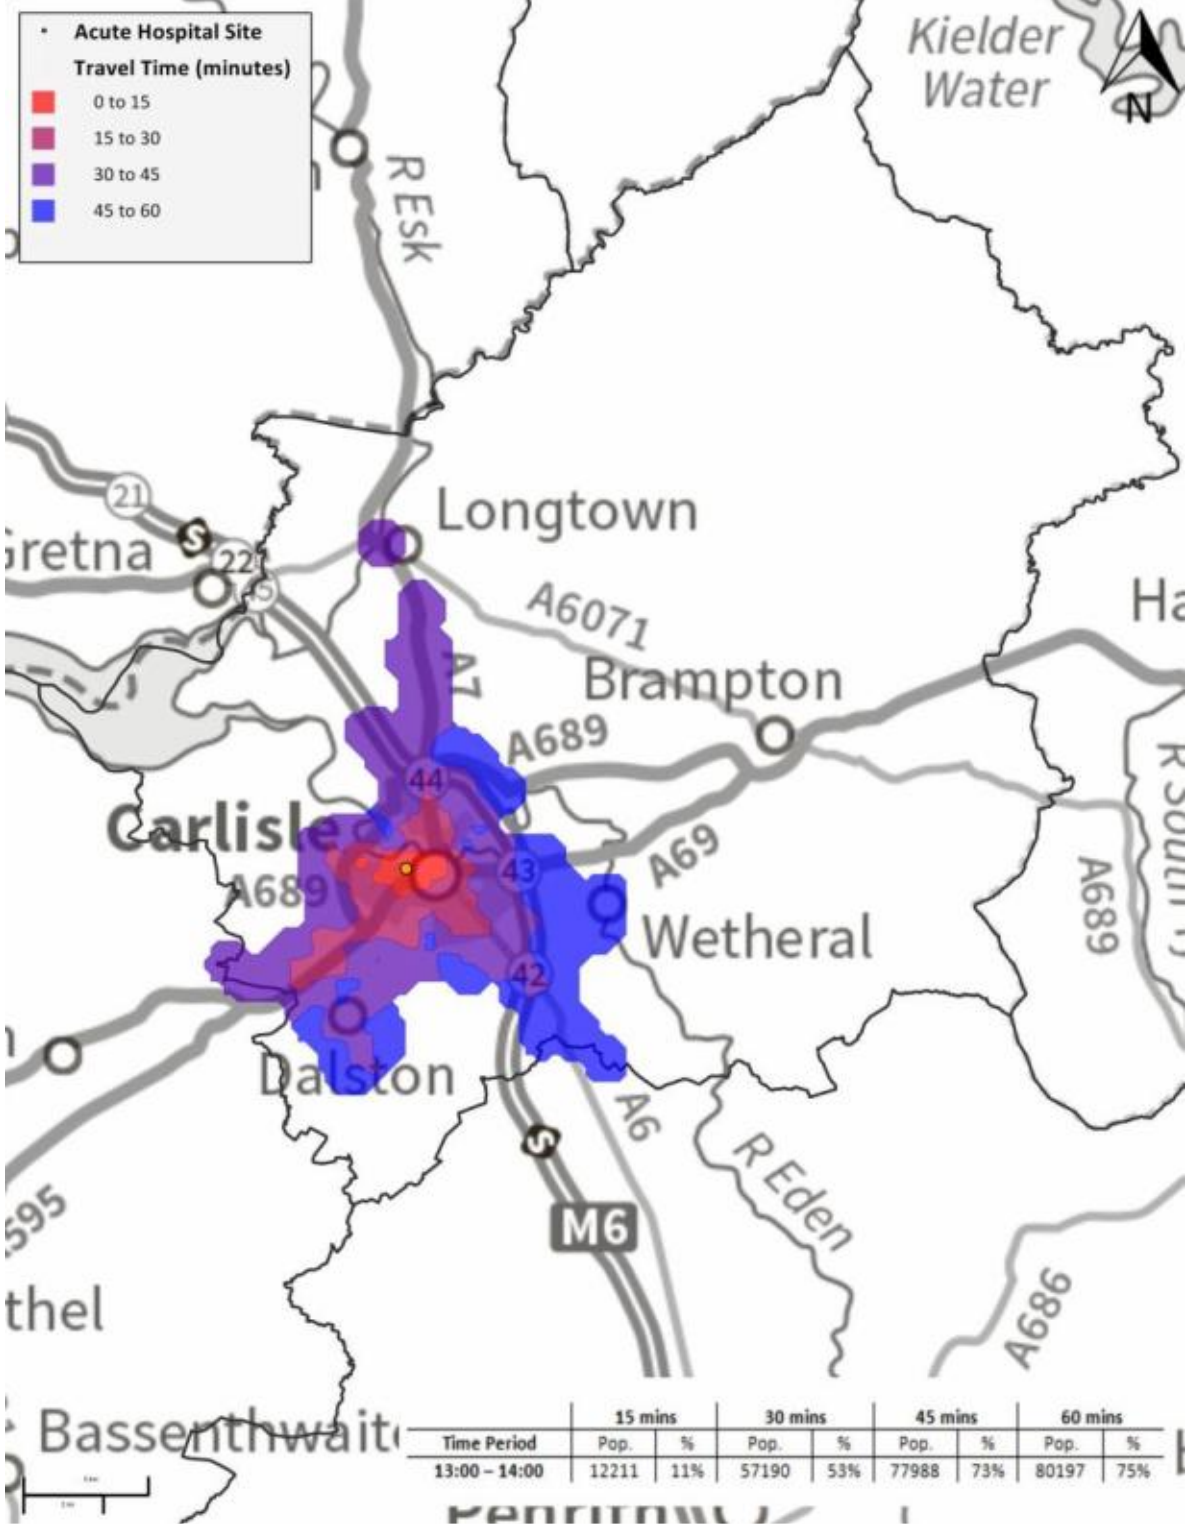 Acute Hospital Site
Travel Time (minutes)
0 to 15
15 to 30
30 to 45
45 to 60
Kielder
Water
N
R Esk
21
Longtown
Gretna
22
45
S
A6071
Ha
A7
Brampton
A689
44
Carlisle
A69
A689
43
Wetheral
A689
42
Dalston
A6
R Eden
S
M6
thel
A686
Bassenthwaite
15 mins 30 mins 45 mins 60 mins
Time Period Pop. % Pop. % Pop. % Pop. %
13:00 – 14:00 12211 11% 57190 53% 77988 73% 80197 75%
Penrith